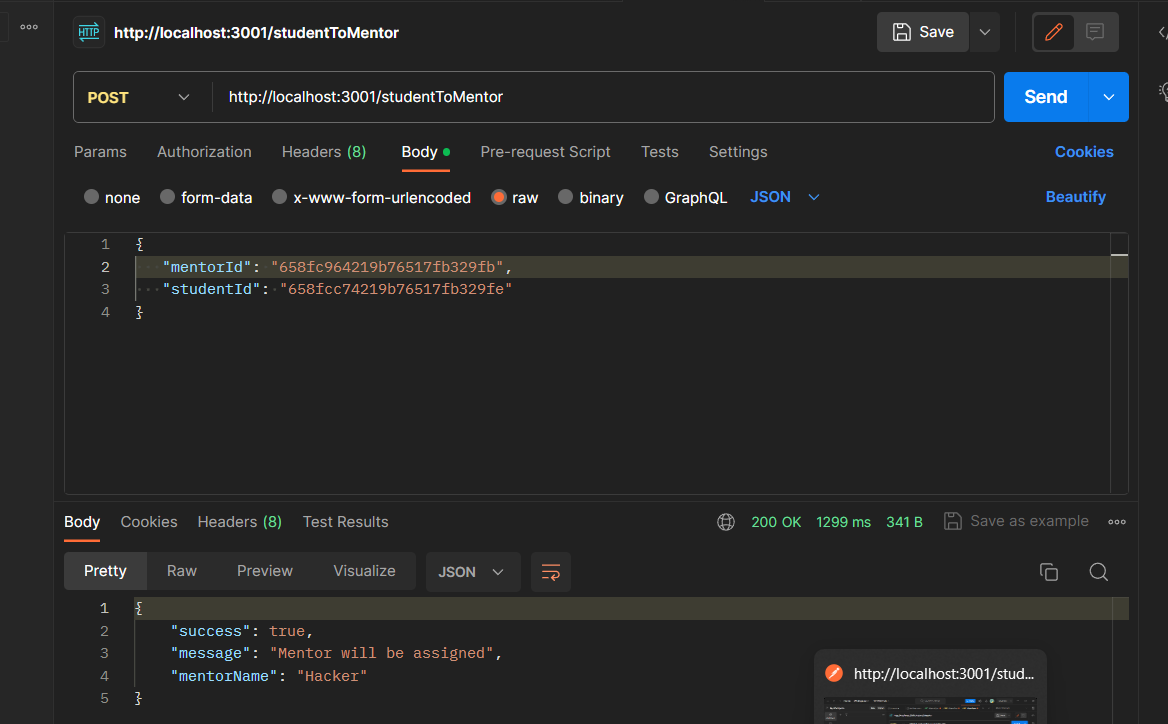 HTTP http://localhost:3001/studentToMentor Save
POST http://localhost:3001/studentToMentor Send
Params Authorization Headers (8) Body Pre-request Script Tests Settings Cookies
none form-data x-www-form-urlencoded raw binary GraphQL JSON Beautify
1 {
2 "mentorId": "658fc964219b76517fb329fb",
3 "studentId": "658fcc74219b76517fb329fe"
4 }
Body Cookies Headers (8) Test Results 200 OK 1299 ms 341 B Save as example
Pretty Raw Preview Visualize JSON
1 {
2 "success": true,
3 "message": "Mentor will be assigned",
4 "mentorName": "Hacker"
5 }
http://localhost:3001/stud...